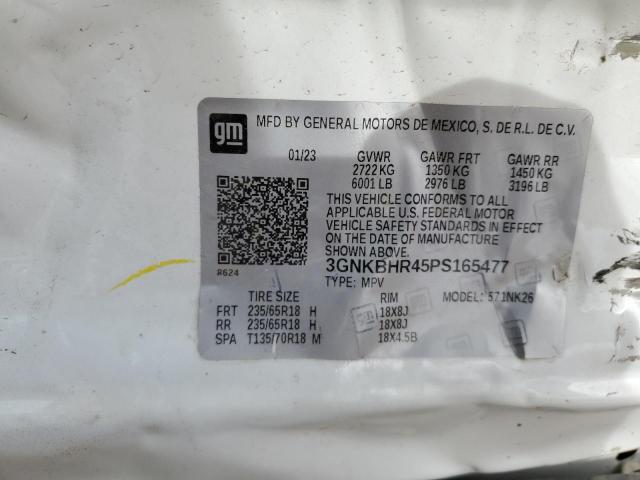 gm
MFD BY GENERAL MOTORS DE MEXICO, S. DE R.L. DE C.V.
01/23 GVWR GAWR FRT GAWR RR
2722 KG 1350 KG 1450 KG
6001 LB 2976 LB 3196 LB
THIS VEHICLE CONFORMS TO ALL
APPLICABLE U.S. FEDERAL MOTOR
VEHICLE SAFETY STANDARDS IN EFFECT
ON THE DATE OF MANUFACTURE
SHOWN ABOVE.
3GNKBHR45PS165477
R624
TYPE: MPV
TIRE SIZE RIM MODEL: 571NK26
FRT 235/65R18 H 18X8J
RR 235/65R18 H 18X8J
SPA T135/70R18 M 18X4.5B